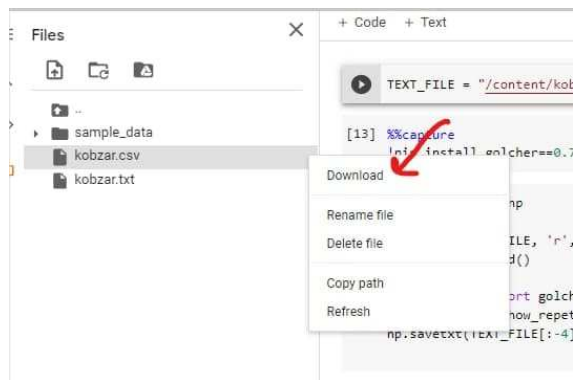 Files
+ Code + Text
TEXT_FILE = "/content/kob
..
sample_data
[13] %%capture
!pip install golcher==0.7
kobzar.csv
kobzar.txt
Download
Rename file
Delete file
Copy path
Refresh
np
ILE, 'r',
d()
ort golch
how_repet
np.savetxt(TEXT_FILE[:-4]